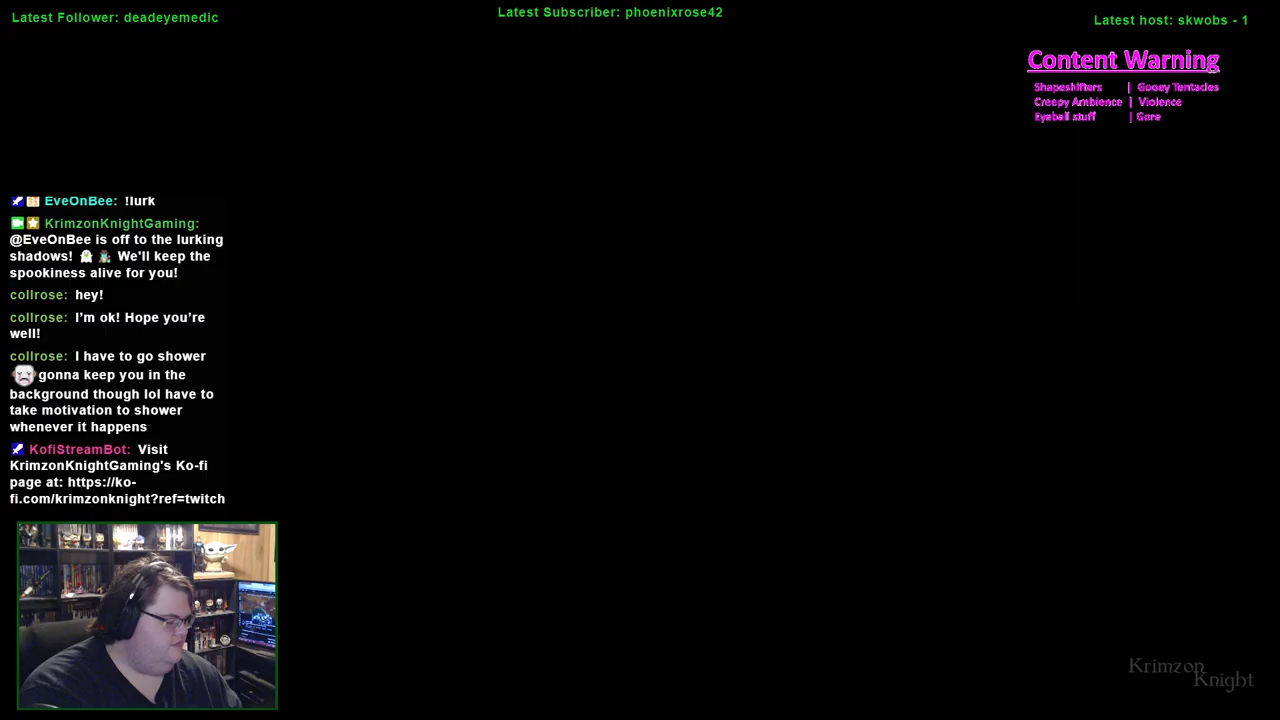 Latest Follower: deadeyemedic
Latest Subscriber: phoenixrose42
Latest host: skwobs - 1
Content Warning
Shapeshifters | Gooey Tentacles
Creepy Ambience | Violence
Eyeball stuff | Gore
EveOnBee: !lurk
KrimzonKnightGaming:
@EveOnBee is off to the lurking
shadows! We'll keep the
spookiness alive for you!
collrose: hey!
collrose: I'm ok! Hope you're
well!
collrose: I have to go shower
gonna keep you in the
background though lol have to
take motivation to shower
whenever it happens
KofiStreamBot: Visit
KrimzonKnightGaming's Ko-fi
page at: https://ko-
fi.com/krimzonknight?ref=twitch
Krimzon
Knight